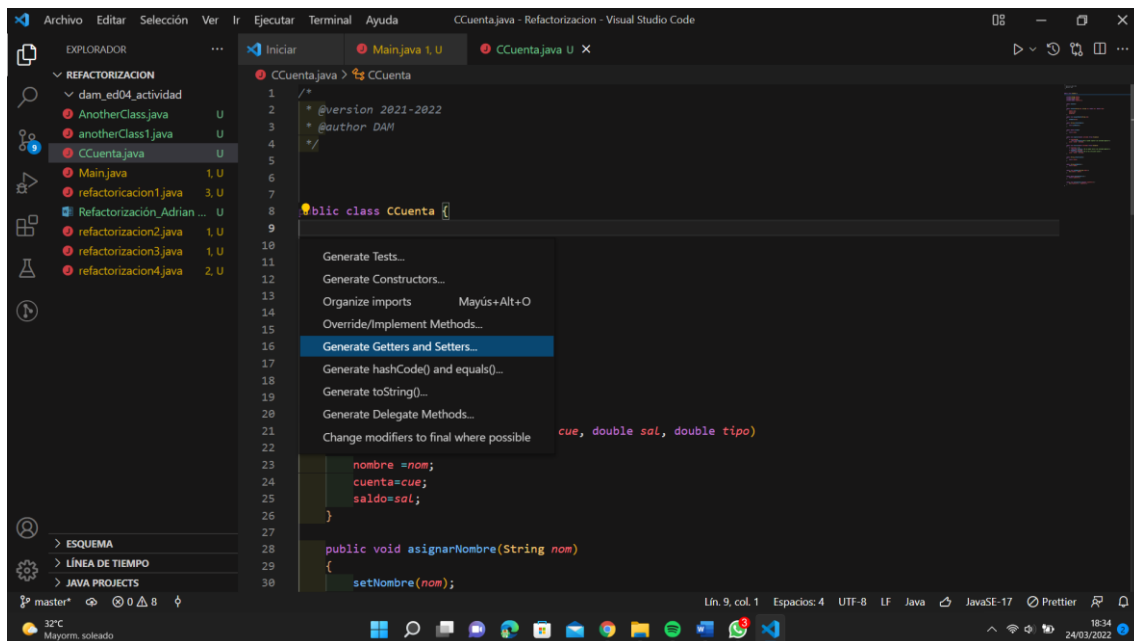 Archivo Editar Selección Ver Ir Ejecutar Terminal Ayuda CCuenta.java - Refactorizacion - Visual Studio Code
EXPLORADOR ...
REFACTORIZACION
dam_ed04_actividad
AnotherClass.java U
anotherClass1.java U
CCuenta.java U
Main.java 1, U
refactoricacion1.java 3, U
Refactorización_Adrian ... U
refactorizacion2.java 1, U
refactorizacion3.java 1, U
refactorizacion4.java 2, U
9
ESQUEMA
LÍNEA DE TIEMPO
JAVA PROJECTS
Iniciar Main.java 1, U CCuenta.java U
CCuenta.java > CCuenta
1 /*
2 * @version 2021-2022
3 * @author DAM
4 */
5
6
7
8 blic class CCuenta {
9
10
11
12
13
14
15
16
17
18
19
20
21 cue, double sal, double tipo)
22
23 nombre =nom;
24 cuenta=cue;
25 saldo=sal;
26 }
27
28 public void asignarNombre(String nom)
29 {
30 setNombre(nom);
Generate Tests...
Generate Constructors...
Organize imports Mayús+Alt+O
Override/Implement Methods...
Generate Getters and Setters...
Generate hashCode() and equals()...
Generate toString()...
Generate Delegate Methods...
Change modifiers to final where possible
master* 0 8 Lín. 9, col. 1 Espacios: 4 UTF-8 LF Java JavaSE-17 Prettier
32°C
Mayorm. soleado
3
18:34
24/03/2022
2